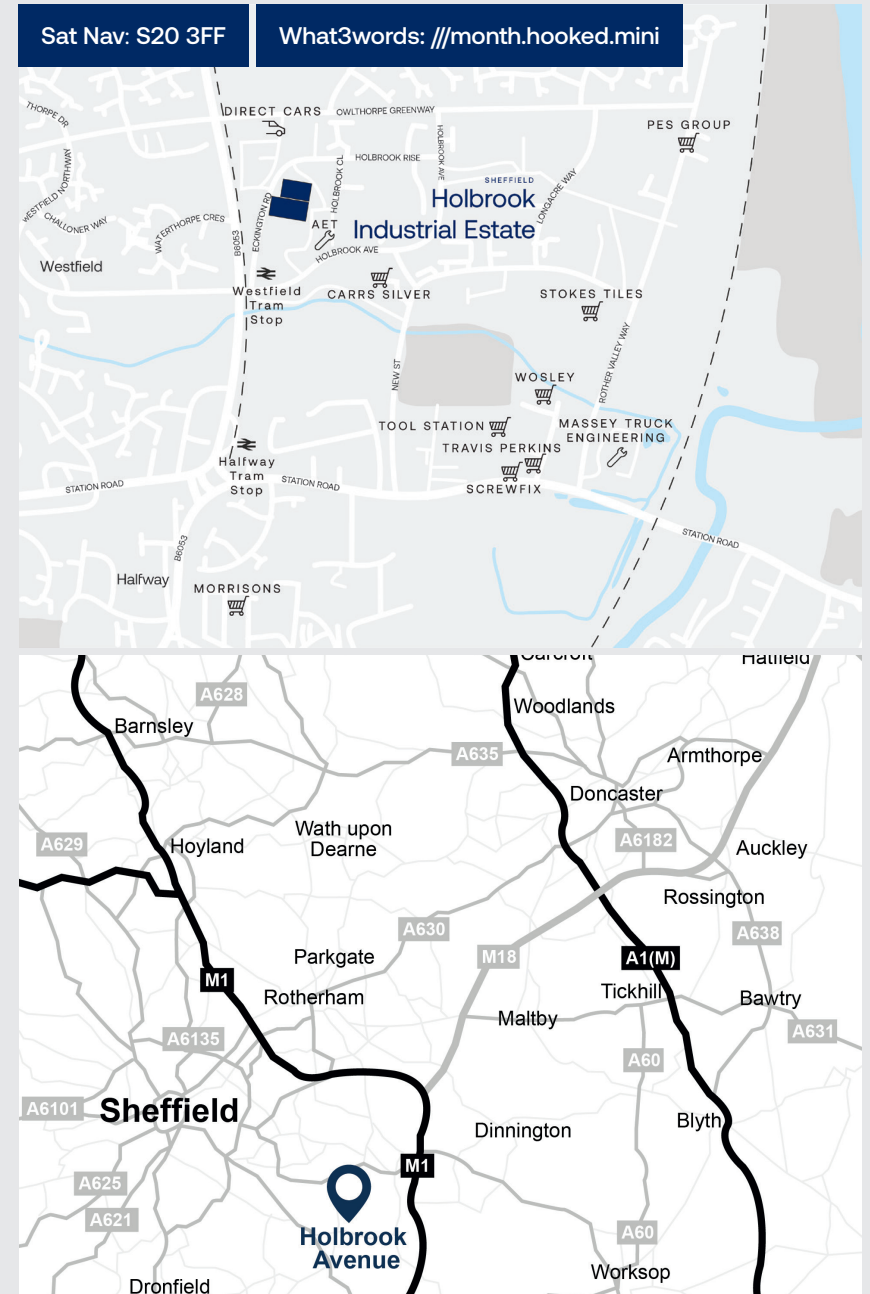 Sat Nav: S20 3FF
What3words: ///month.hooked.mini
THORPE DR
DIRECT CARS
OWLTHORPE GREENWAY
PES GROUP
WESTFIELD NORTHWAY
CHALLONER WAY
WATERTHORPE CRES
B6053
ECKINGTON RD
HOLBROOK CL
HOLBROOK RISE
HOLBROOK AVE
LONGACRE WAY
SHEFFIELD
Holbrook
Industrial Estate
AET
HOLBROOK AVE
Westfield
Westfield
Tram
Stop
CARRS SILVER
STOKES TILES
NEW ST
ROTHER VALLEY WAY
WOSLEY
TOOL STATION
MASSEY TRUCK
ENGINEERING
TRAVIS PERKINS
SCREWFIX
Halfway
Tram
Stop
STATION ROAD
STATION ROAD
STATION ROAD
B6053
Halfway
MORRISONS
Carcroft
Hatfield
A628
Woodlands
Barnsley
A635
Armthorpe
Doncaster
A629
Hoyland
Wath upon
Dearne
A6182
Auckley
Rossington
A630
A638
Parkgate
M18
A1(M)
M1
Rotherham
Tickhill
Bawtry
Maltby
A631
A6135
A60
A6101
Sheffield
Dinnington
Blyth
M1
A625
A621
Holbrook
Avenue
A60
Worksop
Dronfield